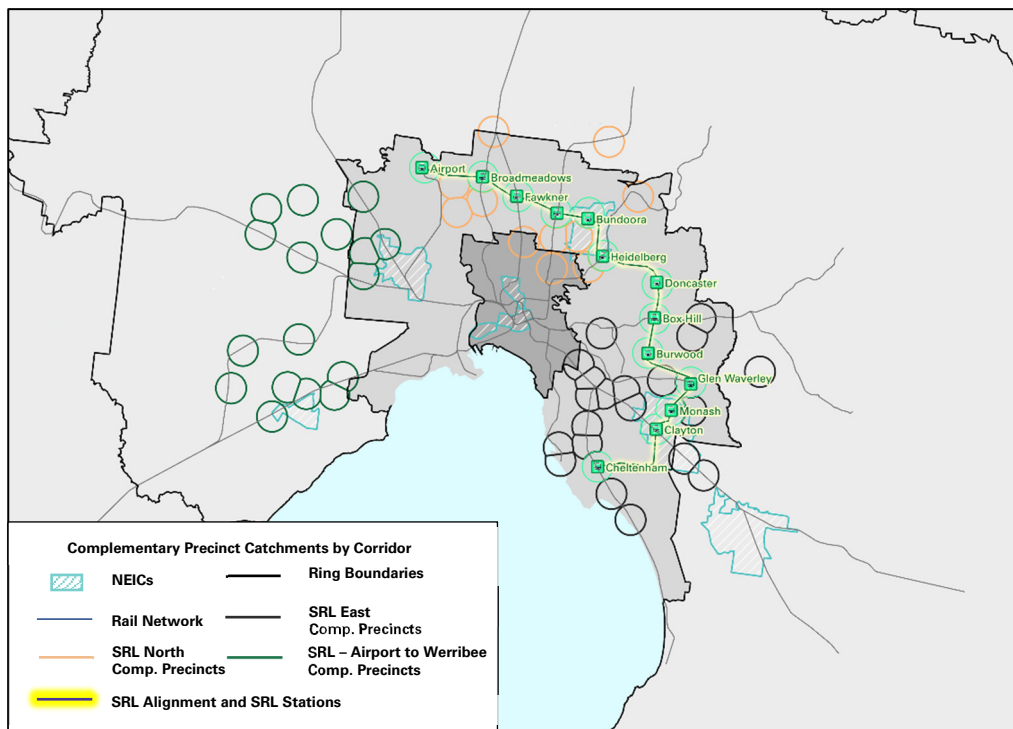 Airport
Broadmeadows
Fawkner
Bundoora
Heidelberg
Doncaster
Box Hill
Burwood
Glen Waverley
Monash
Clayton
Cheltenham
Complementary Precinct Catchments by Corridor
NEICs
Ring Boundaries
Rail Network
SRL East
Comp. Precincts
SRL North
Comp. Precincts
SRL – Airport to Werribee
Comp. Precincts
SRL Alignment and SRL Stations